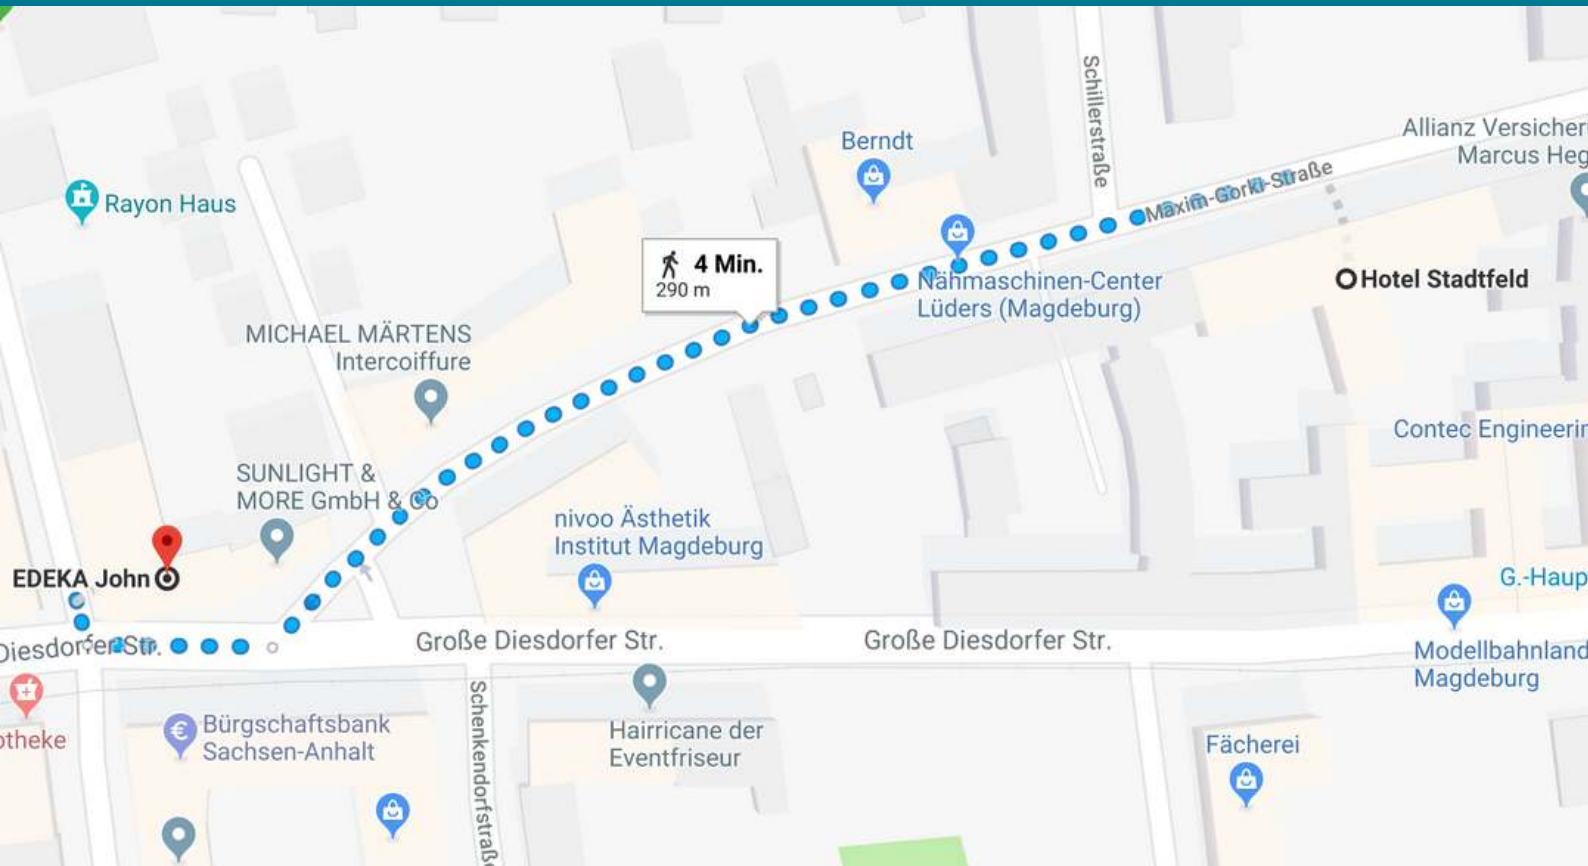 Schillerstraße
Allianz Versicher
Marcus Heg
Berndt
Maxim-Gorki-Straße
Rayon Haus
4 Min.
290 m
Hotel Stadtfeld
Nähmaschinen-Center
Lüders (Magdeburg)
MICHAEL MÄRTENS
Intercoiffure
Contec Engineerin
SUNLIGHT &
MORE GmbH & Co
nivoo Ästhetik
Institut Magdeburg
EDEKA John
G.-Haup
Diesdorfer Str.
Große Diesdorfer Str.
Große Diesdorfer Str.
Modellbahnland
Magdeburg
Schenkendorfstraße
Bürgschaftsbank
Sachsen-Anhalt
otheke
Hairricane der
Eventfriseur
Fächerei